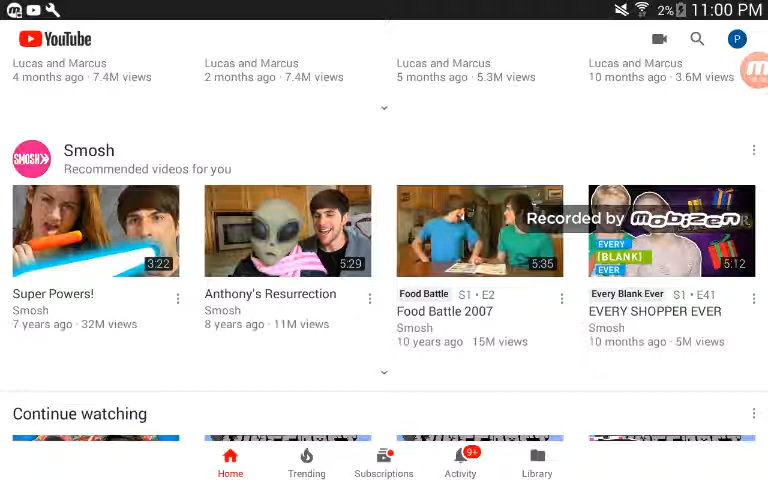 2% 11:00 PM
YouTube
P
Lucas and Marcus
4 months ago · 7.4M views
Lucas and Marcus
2 months ago · 7.4M views
Lucas and Marcus
5 months ago · 5.3M views
Lucas and Marcus
10 months ago · 3.6M views
SMOSH
Smosh
Recommended videos for you
3:22
5:29
5:35
Recorded by mobizen
EVERY
[BLANK]
EVER
5:12
Super Powers!
Smosh
7 years ago · 32M views
Anthony's Resurrection
Smosh
8 years ago · 11M views
Food Battle S1 • E2
Food Battle 2007
Smosh
10 years ago · 15M views
Every Blank Ever S1 • E41
EVERY SHOPPER EVER
Smosh
10 months ago · 5M views
Continue watching
Home
Trending
Subscriptions
9+
Activity
Library